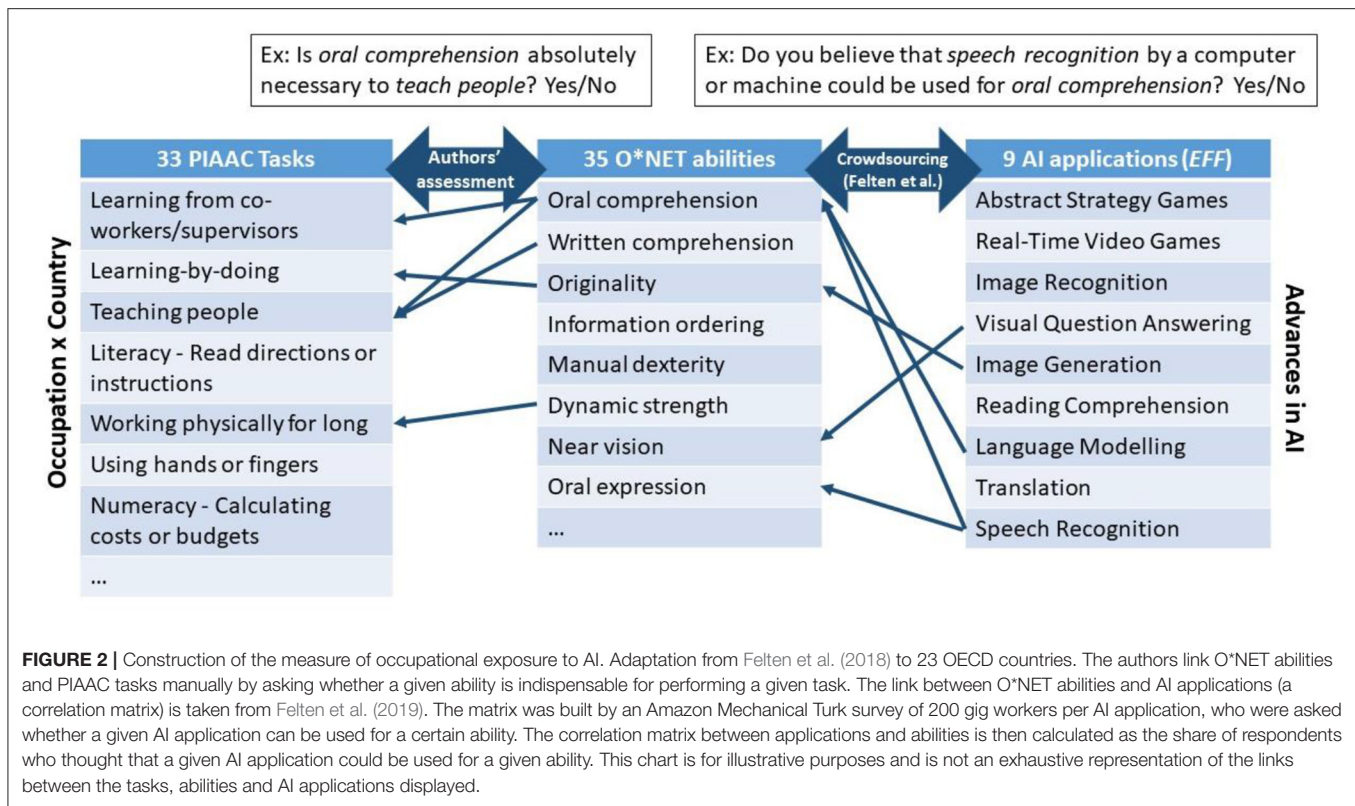 Ex: Is oral comprehension absolutely
necessary to teach people? Yes/No
Ex: Do you believe that speech recognition by a computer
or machine could be used for oral comprehension? Yes/No
33 PIAAC Tasks
Authors’
assessment
35 O*NET abilities
Crowdsourcing
(Felten et al.)
9 AI applications (EFF)
Occupation x Country
Learning from co-
workers/supervisors
Learning-by-doing
Teaching people
Literacy - Read directions or
instructions
Working physically for long
Using hands or fingers
Numeracy - Calculating
costs or budgets
...
Oral comprehension
Written comprehension
Originality
Information ordering
Manual dexterity
Dynamic strength
Near vision
Oral expression
...
Abstract Strategy Games
Real-Time Video Games
Image Recognition
Visual Question Answering
Image Generation
Reading Comprehension
Language Modelling
Translation
Speech Recognition
Advances in AI
FIGURE 2 | Construction of the measure of occupational exposure to AI. Adaptation from Felten et al. (2018) to 23 OECD countries. The authors link O*NET abilities
and PIAAC tasks manually by asking whether a given ability is indispensable for performing a given task. The link between O*NET abilities and AI applications (a
correlation matrix) is taken from Felten et al. (2019). The matrix was built by an Amazon Mechanical Turk survey of 200 gig workers per AI application, who were asked
whether a given AI application can be used for a certain ability. The correlation matrix between applications and abilities is then calculated as the share of respondents
who thought that a given AI application could be used for a given ability. This chart is for illustrative purposes and is not an exhaustive representation of the links
between the tasks, abilities and AI applications displayed.